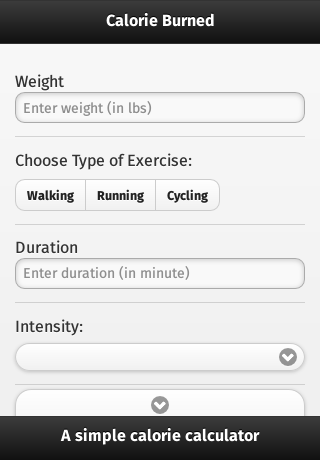 Calorie Burned
Weight
Enter weight (in lbs)
Choose Type of Exercise:
Walking Running Cycling
Duration
Enter duration (in minute)
Intensity:
A simple calorie calculator